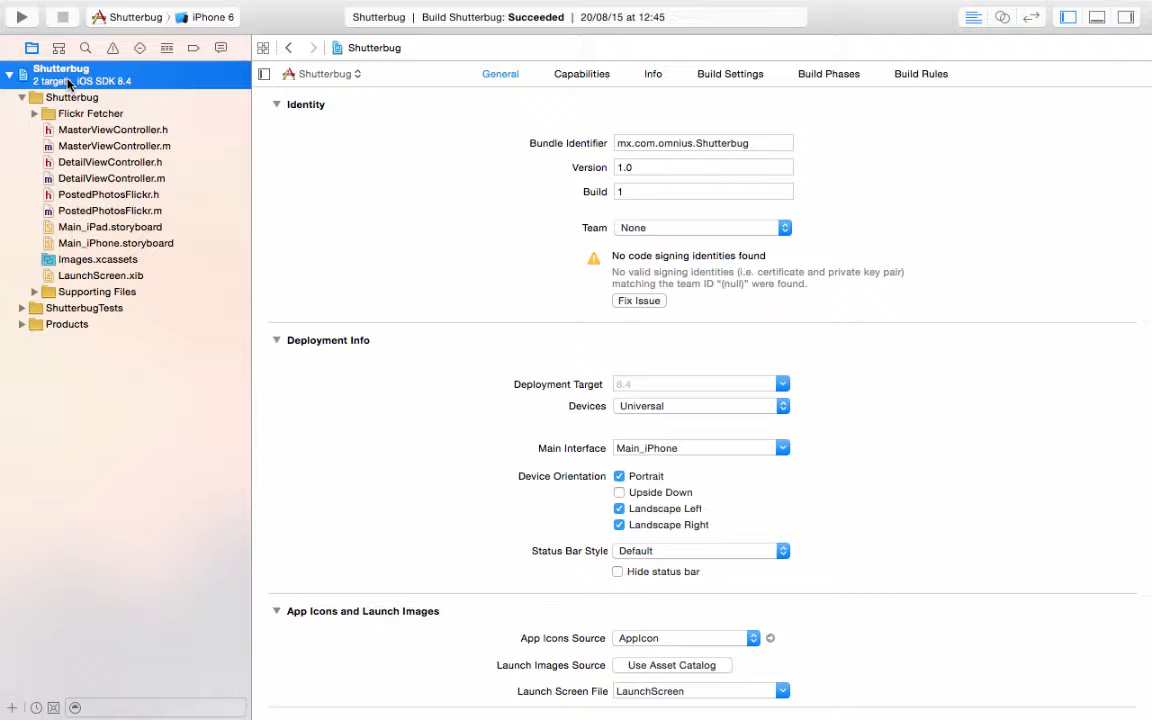 Shutterbug 〉 iPhone 6
Shutterbug | Build Shutterbug: Succeeded | 20/08/15 at 12:45
Shutterbug
2 target , iOS SDK 8.4
Shutterbug
Flickr Fetcher
h MasterViewController.h
m MasterViewController.m
h DetailViewController.h
m DetailViewController.m
h PostedPhotosFlickr.h
m PostedPhotosFlickr.m
Main_iPad.storyboard
Main_iPhone.storyboard
Images.xcassets
LaunchScreen.xib
Supporting Files
ShutterbugTests
Products
Shutterbug
Shutterbug General Capabilities Info Build Settings Build Phases Build Rules
Identity
Bundle Identifier mx.com.omnius.Shutterbug
Version 1.0
Build 1
Team None
No code signing identities found
No valid signing identities (i.e. certificate and private key pair)
matching the team ID "(null)" were found.
Fix Issue
Deployment Info
Deployment Target 8.4
Devices Universal
Main Interface Main_iPhone
Device Orientation Portrait
Upside Down
Landscape Left
Landscape Right
Status Bar Style Default
Hide status bar
App Icons and Launch Images
App Icons Source AppIcon
Launch Images Source Use Asset Catalog
Launch Screen File LaunchScreen